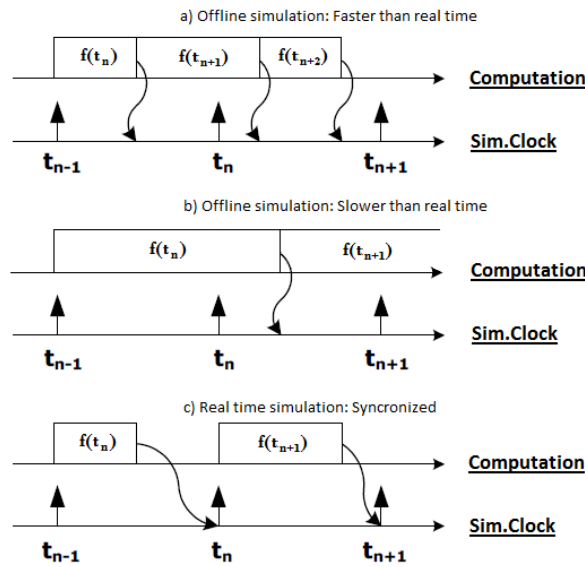 a) Offline simulation: Faster than real time
f(tn) f(tn+1) f(tn+2)
Computation
Sim.Clock
tn-1 tn tn+1
b) Offline simulation: Slower than real time
f(tn) f(tn+1)
Computation
Sim.Clock
tn-1 tn tn+1
c) Real time simulation: Syncronized
f(tn) f(tn+1)
Computation
Sim.Clock
tn-1 tn tn+1